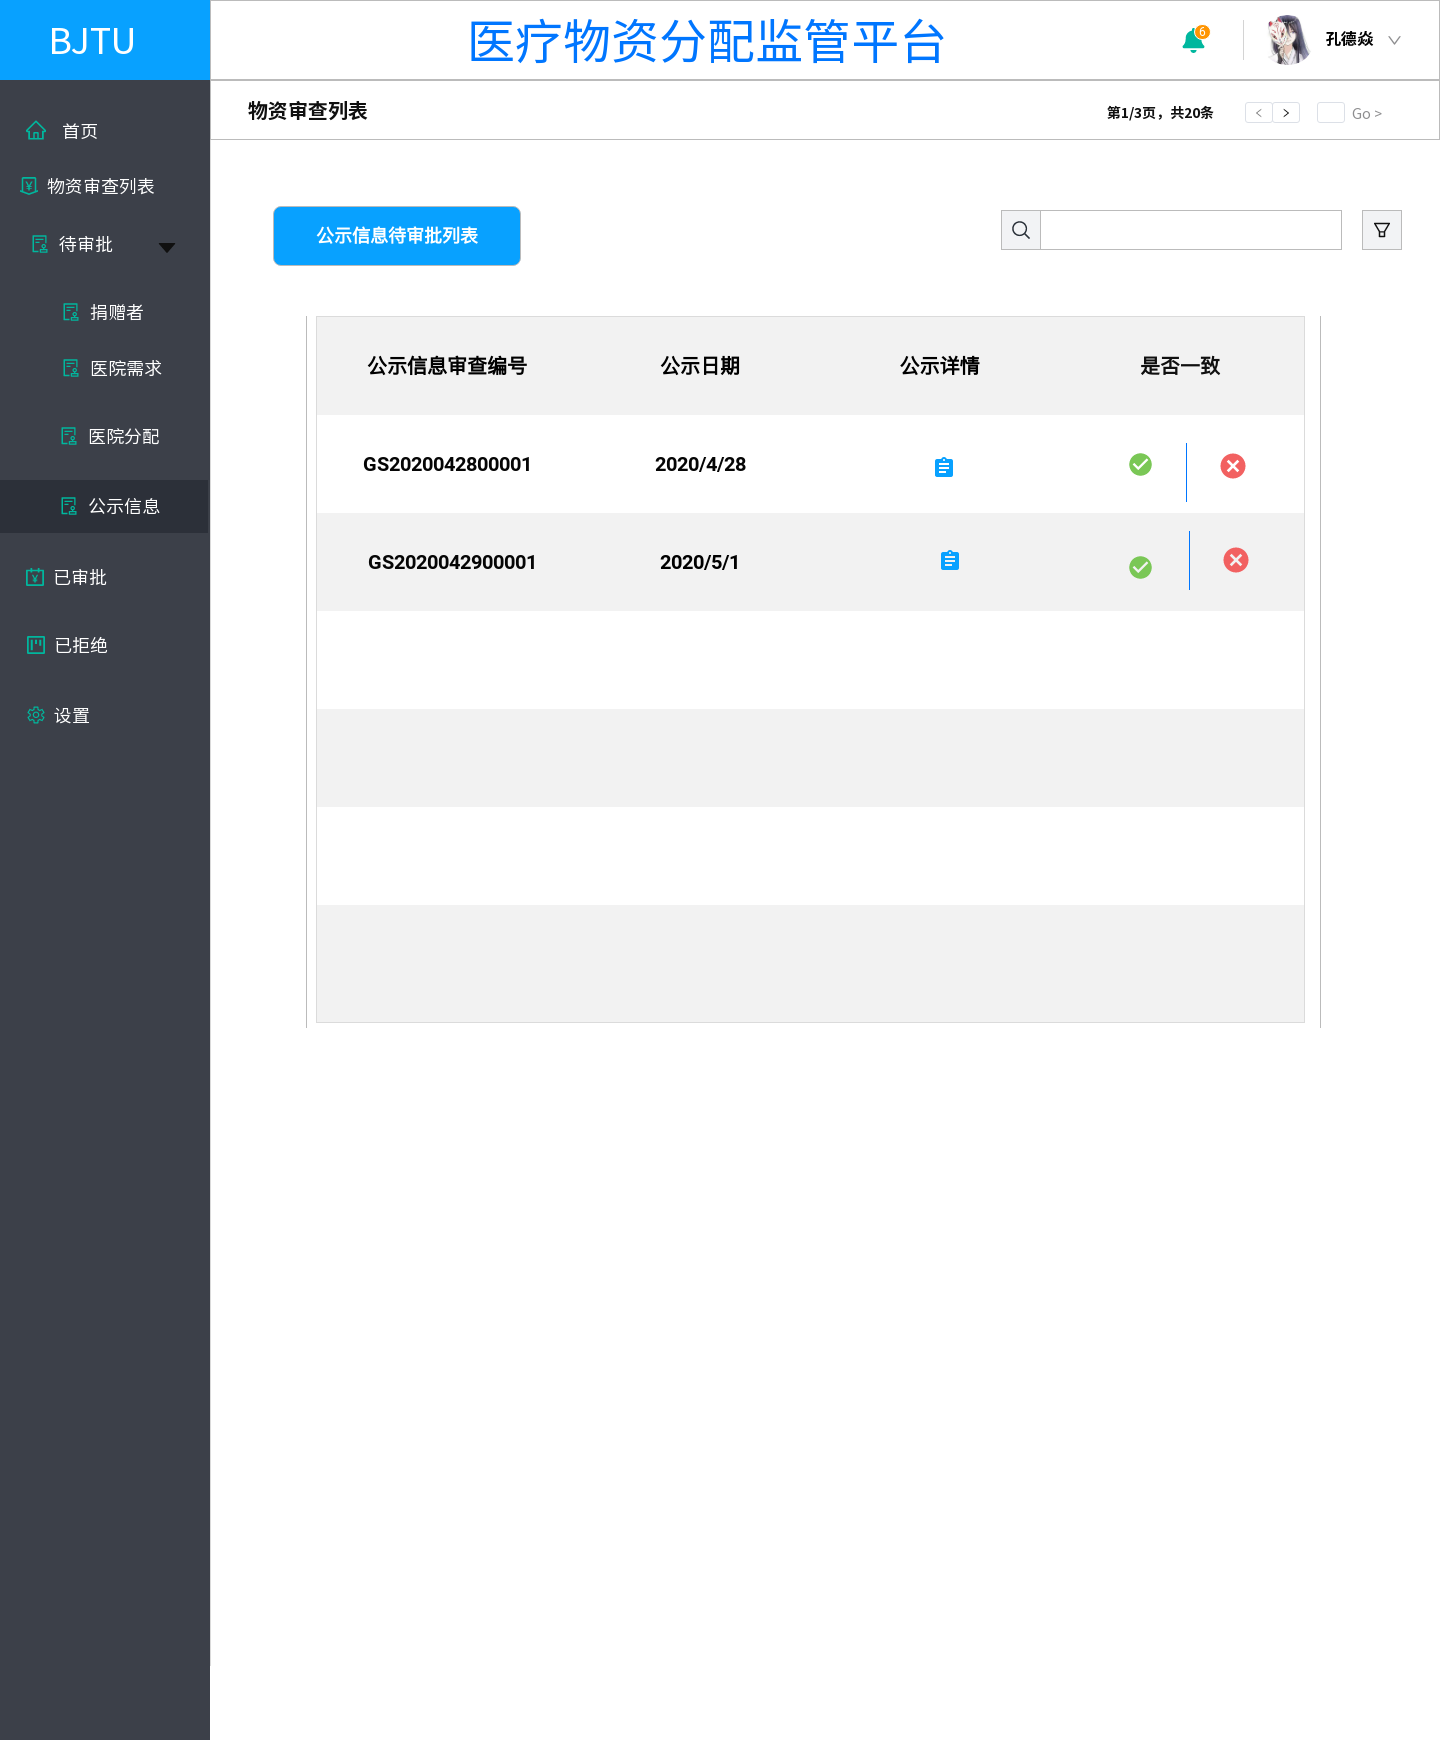 BJTU
医疗物资分配监管平台
6
孔德焱
物资审查列表
第1/3页，共20条
<
>
Go >
首页
物资审查列表
待审批
捐赠者
医院需求
医院分配
公示信息
已审批
已拒绝
设置
公示信息待审批列表
公示信息审查编号 公示日期 公示详情 是否一致
GS2020042800001 2020/4/28
GS2020042900001 2020/5/1